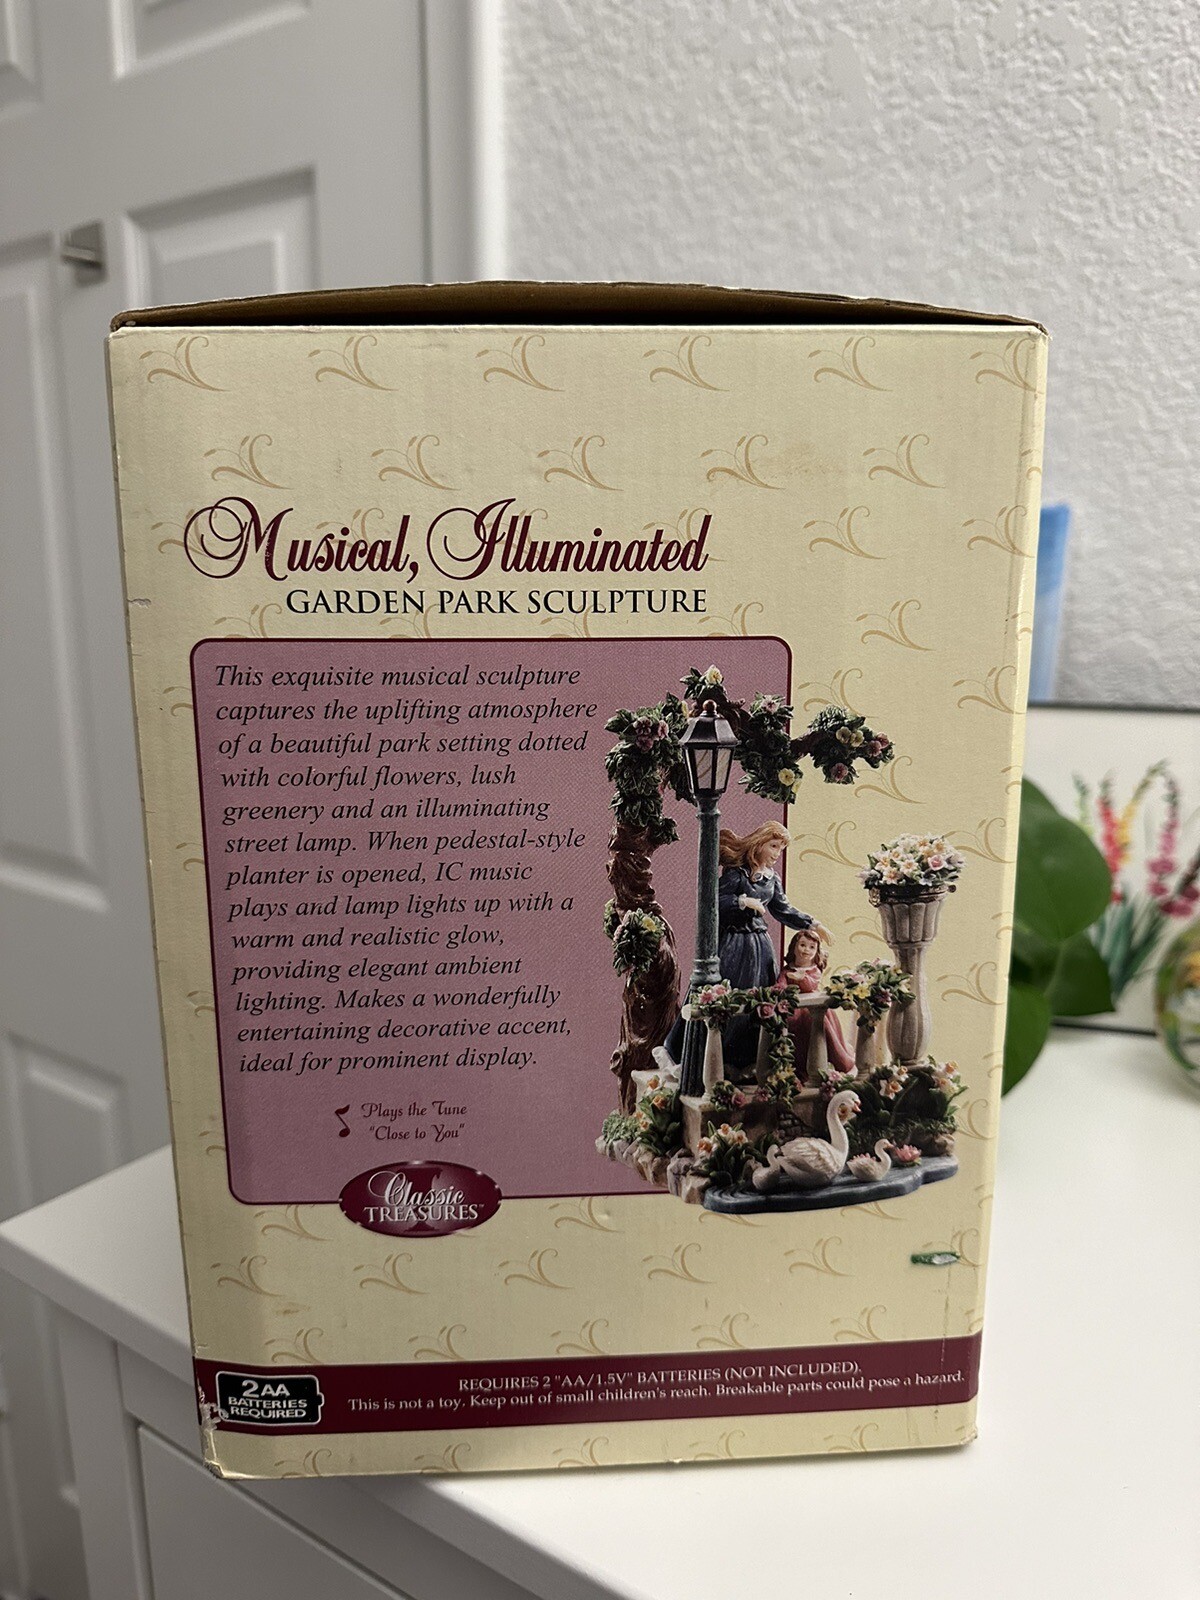 Musical, Illuminated
GARDEN PARK SCULPTURE
This exquisite musical sculpture
captures the uplifting atmosphere
of a beautiful park setting dotted
with colorful flowers, lush
greenery and an illuminating
street lamp. When pedestal-style
planter is opened, IC music
plays and lamp lights up with a
warm and realistic glow,
providing elegant ambient
lighting. Makes a wonderfully
entertaining decorative accent,
ideal for prominent display.
Plays the Tune
"Close to You"
Classic
TREASURES™
2 AA
BATTERIES
REQUIRED
REQUIRES 2 "AA/1.5V" BATTERIES (NOT INCLUDED).
This is not a toy. Keep out of small children's reach. Breakable parts could pose a hazard.